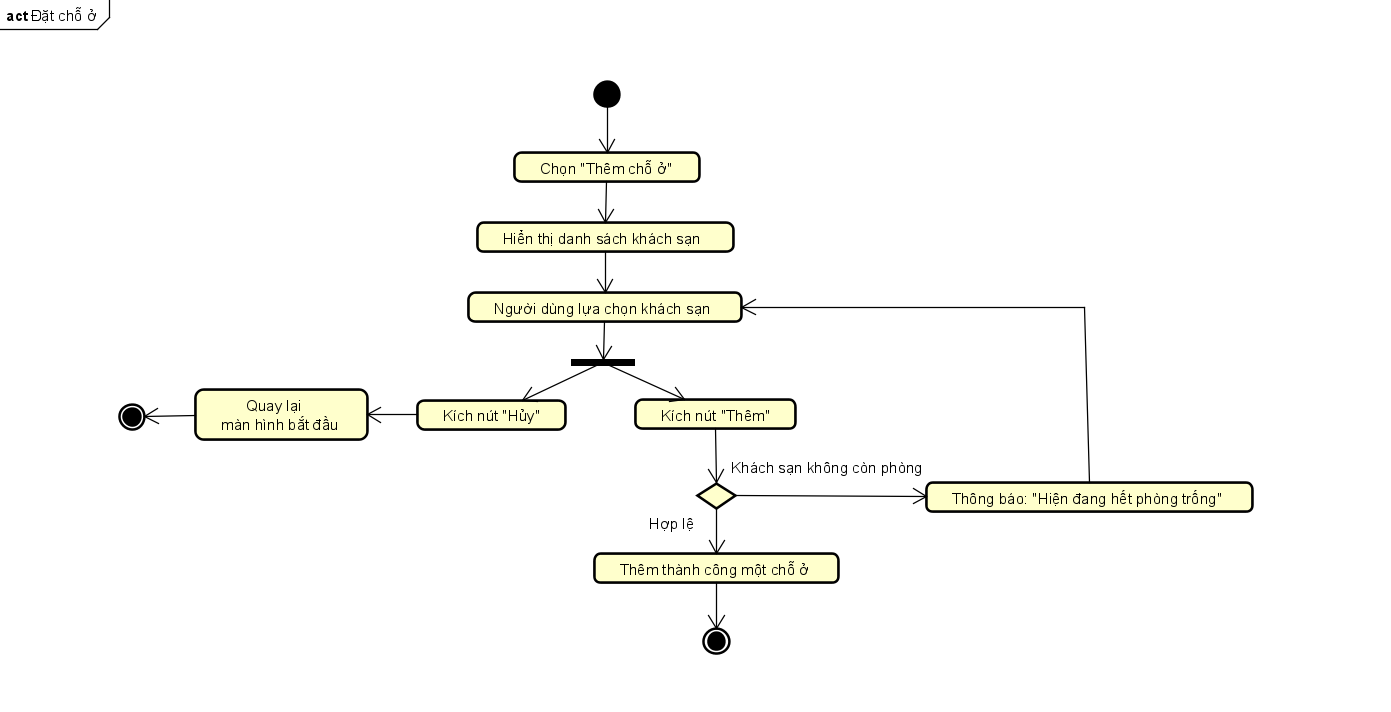 act Đặt chỗ ở
Chọn "Thêm chỗ ở"
Hiển thị danh sách khách sạn
Người dùng lựa chọn khách sạn
Quay lại
màn hình bắt đầu
Kích nút "Hủy"
Kích nút "Thêm"
Khách sạn không còn phòng
Thông báo: "Hiện đang hết phòng trống"
Hợp lệ
Thêm thành công một chỗ ở